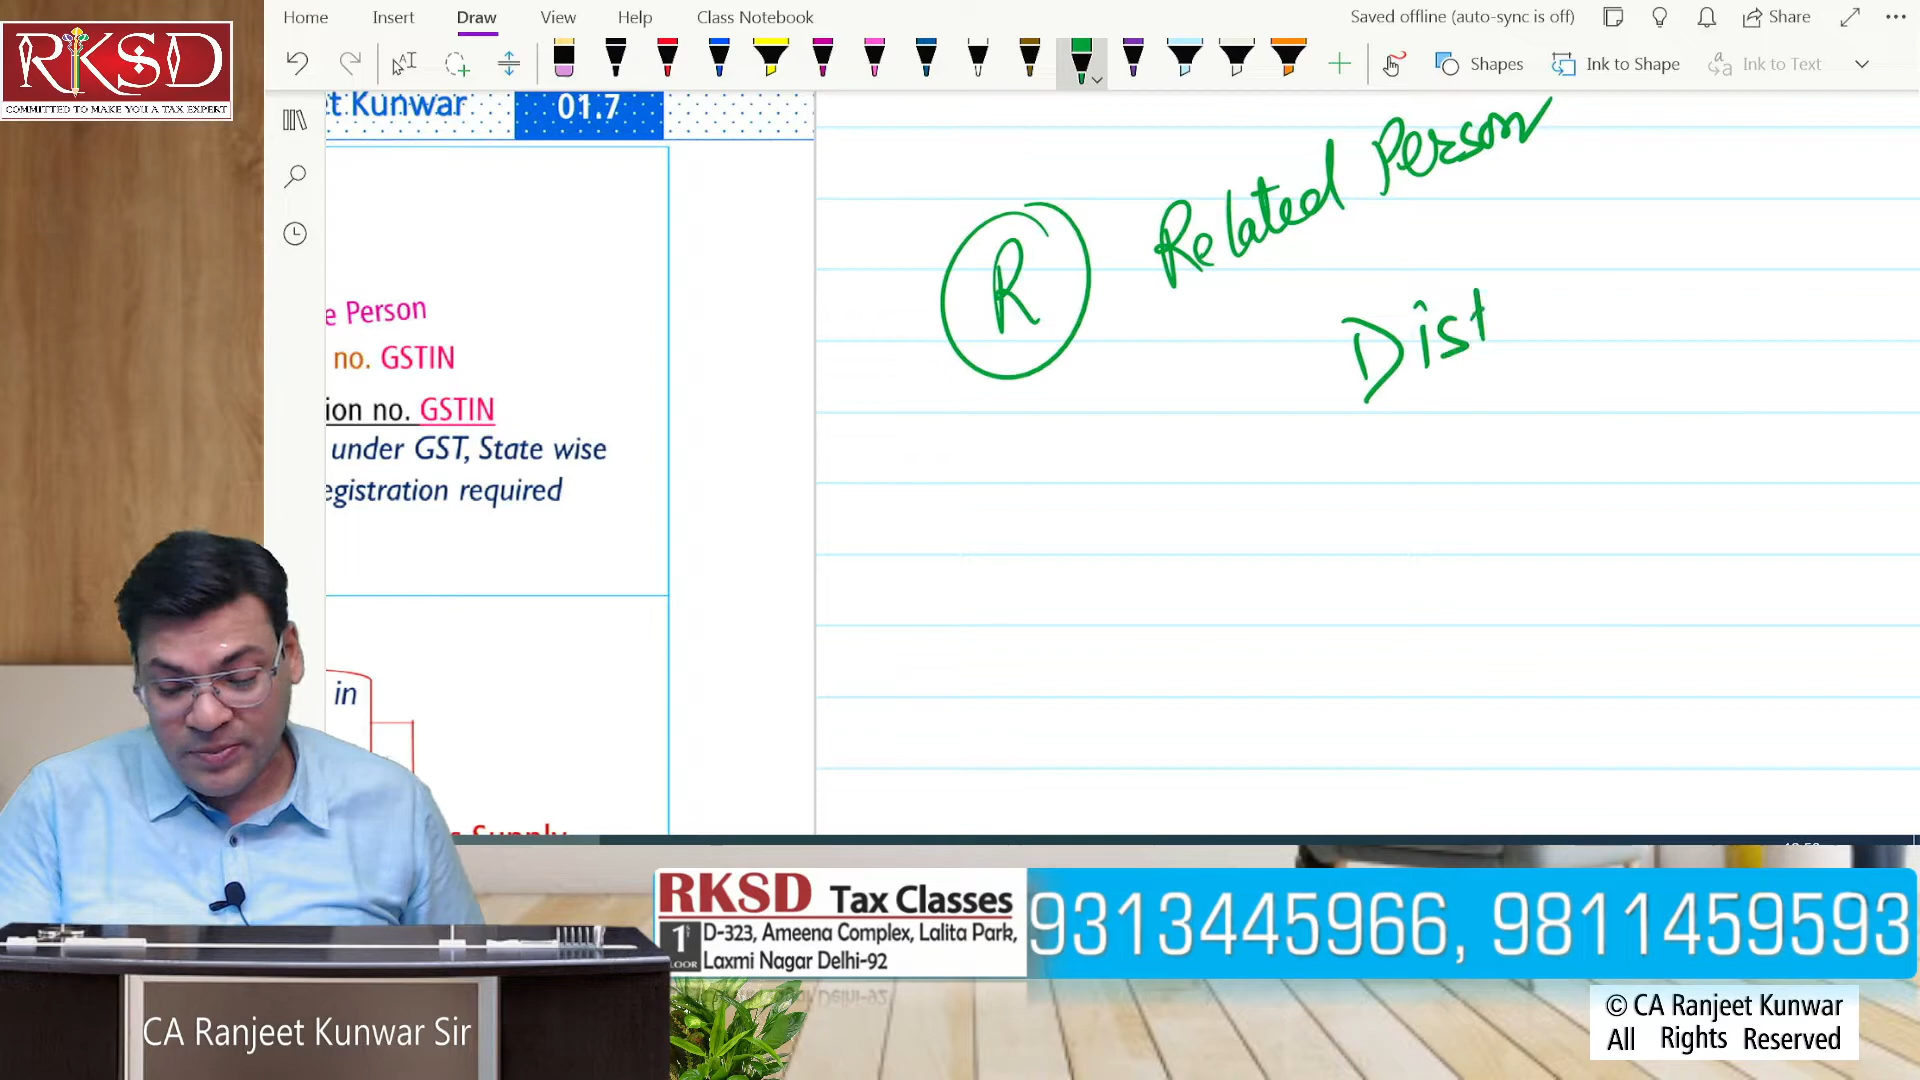 Home Insert Draw View Help Class Notebook Saved offline (auto-sync is off) Share
Shapes Ink to Shape Ink to Text
RKSD
COMMITTED TO MAKE YOU A TAX EXPERT
t Kunwar 01.7
e Person
no. GSTIN
ion no. GSTIN
under GST, State wise
egistration required
in
s Supply
R Related Person
Dist
RKSD Tax Classes
1ST FLOOR
D-323, Ameena Complex, Lalita Park,
Laxmi Nagar Delhi-92
9313445966, 9811459593
CA Ranjeet Kunwar Sir
© CA Ranjeet Kunwar
All Rights Reserved